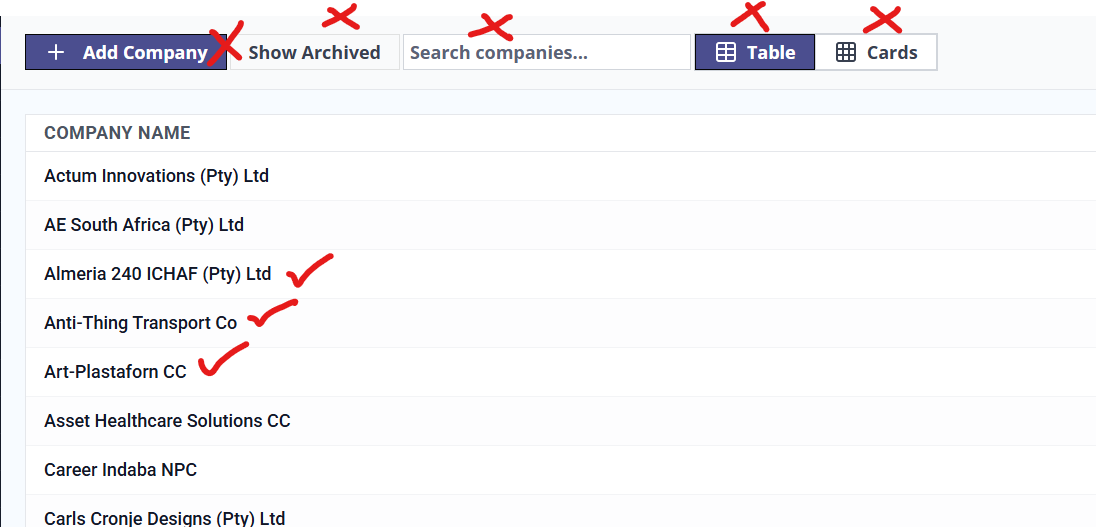 Add Company Show Archived Search companies... Table Cards
COMPANY NAME
Actum Innovations (Pty) Ltd
AE South Africa (Pty) Ltd
Almeria 240 ICHAF (Pty) Ltd
Anti-Thing Transport Co
Art-Plastaforn CC
Asset Healthcare Solutions CC
Career Indaba NPC
Carls Cronje Designs (Pty) Ltd